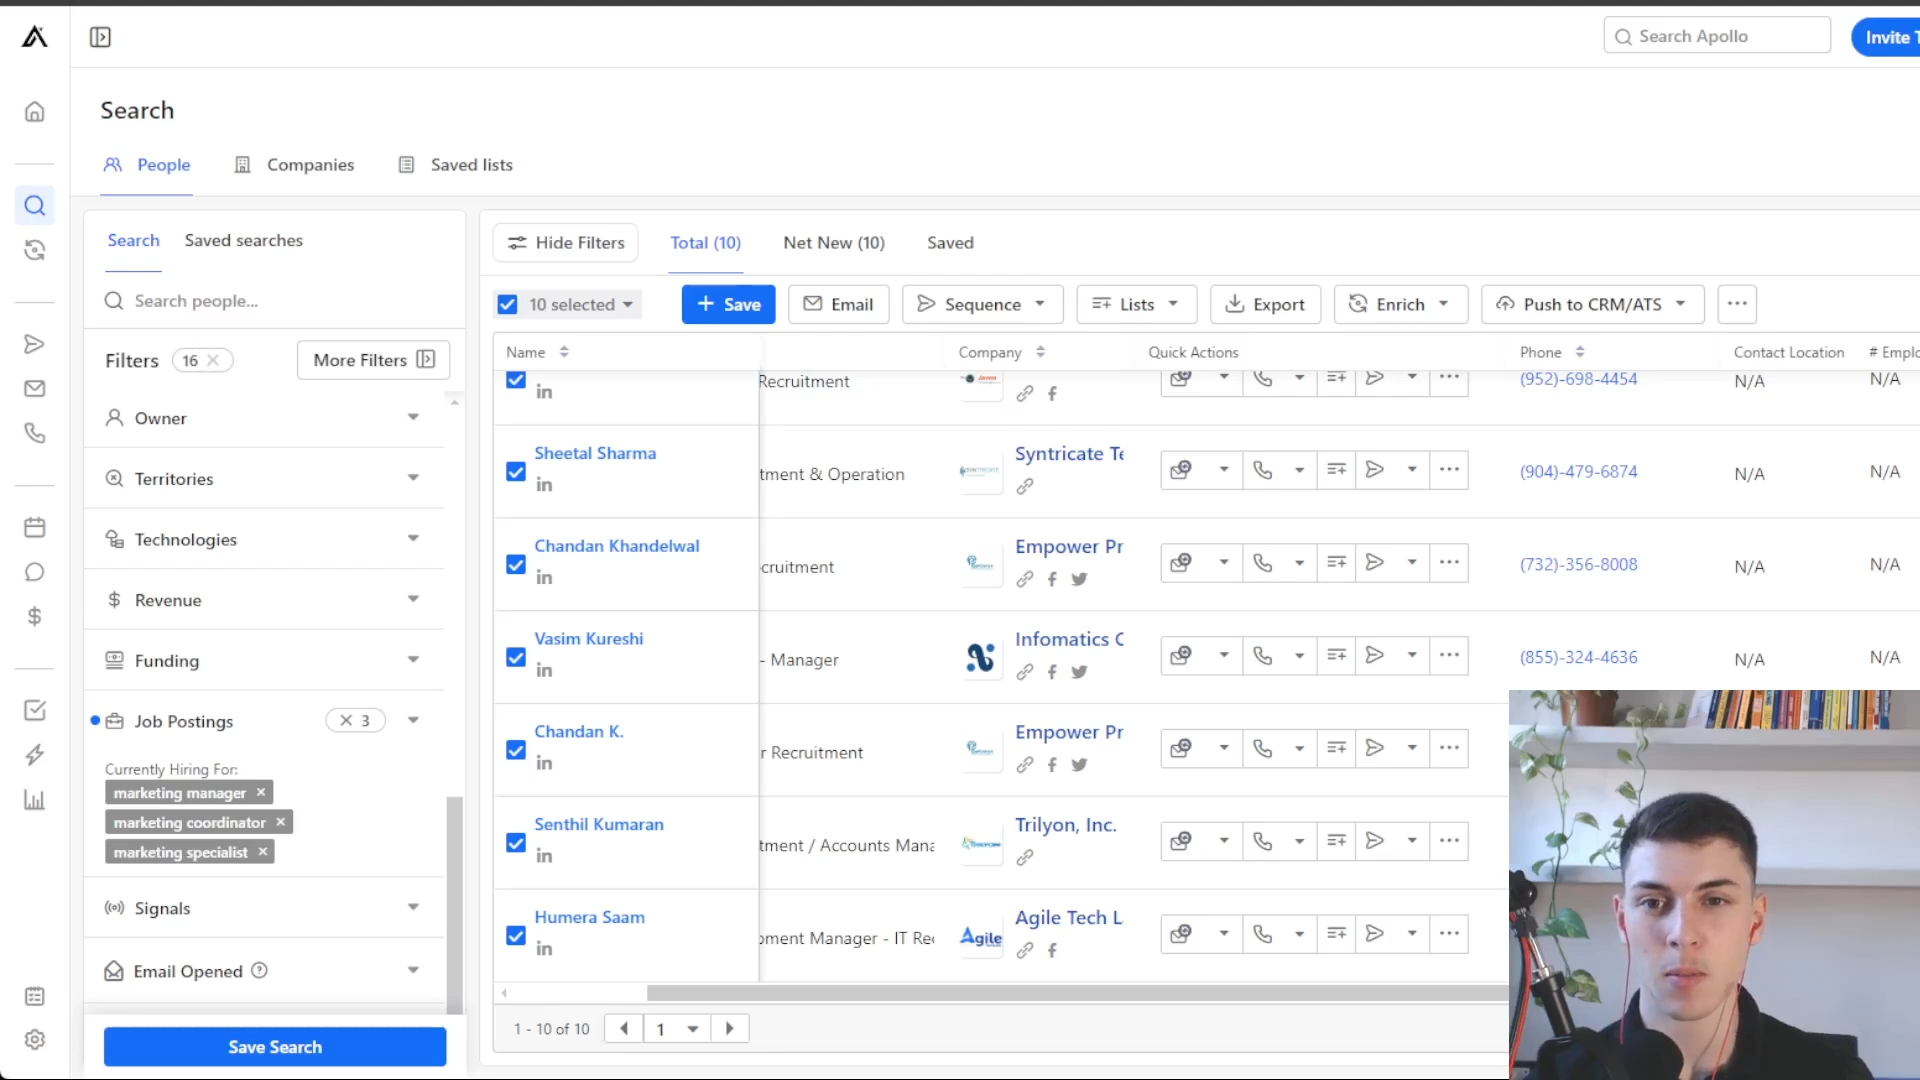 Search Apollo
Invite
Search
People
Companies
Saved lists
Search
Saved searches
Hide Filters
Total (10)
Net New (10)
Saved
Search people...
10 selected
+ Save
Email
Sequence
Lists
Export
Enrich
Push to CRM/ATS
Filters
16
More Filters
Name
Company
Quick Actions
Phone
Contact Location
# Emplo
Recruitment
(952)-698-4454
N/A
N/A
Owner
Sheetal Sharma
tment & Operation
Syntricate Te
(904)-479-6874
N/A
N/A
Territories
Technologies
Chandan Khandelwal
cruitment
Empower Pr
(732)-356-8008
N/A
N/A
Revenue
Vasim Kureshi
- Manager
Infomatics C
(855)-324-4636
N/A
N/A
Funding
Job Postings
3
Chandan K.
r Recruitment
Empower Pr
Currently Hiring For:
marketing manager
marketing coordinator
marketing specialist
Senthil Kumaran
tment / Accounts Mana
Trilyon, Inc.
Signals
Humera Saam
pment Manager - IT Rec
Agile
Agile Tech L
Email Opened
1 - 10 of 10
1
Save Search